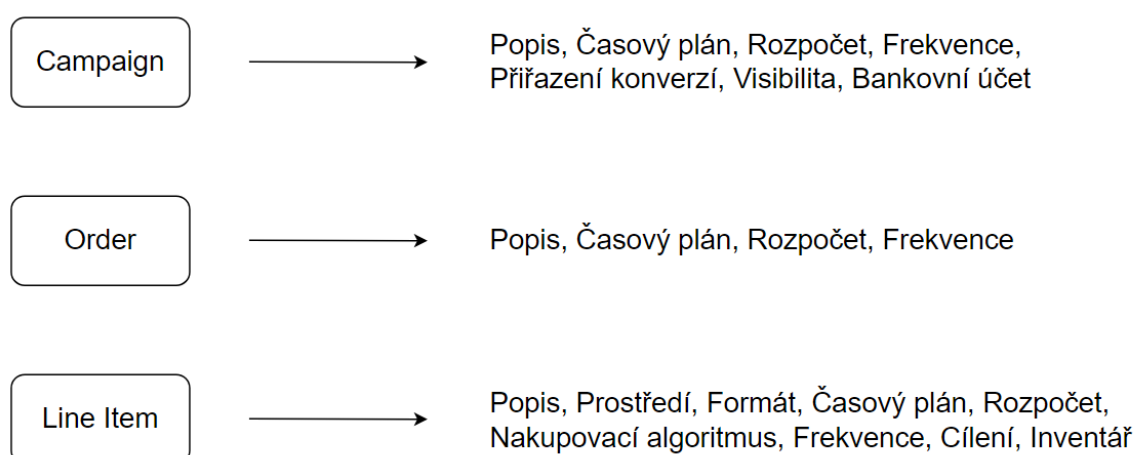 Campaign
Popis, Časový plán, Rozpočet, Frekvence,
Přiřazení konverzí, Visibilita, Bankovní účet
Order
Popis, Časový plán, Rozpočet, Frekvence
Line Item
Popis, Prostředí, Formát, Časový plán, Rozpočet,
Nakupovací algoritmus, Frekvence, Cílení, Inventář